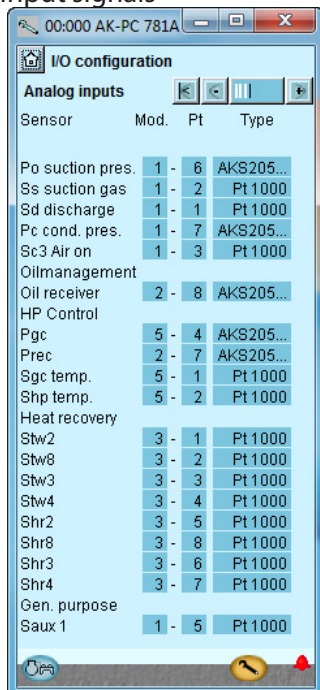 Input signals
00:000 AK-PC 781A
I/O configuration
Analog inputs
Sensor Mod. Pt Type
Po suction pres. 1 - 6 AKS205...
Ss suction gas 1 - 2 Pt 1000
Sd discharge 1 - 1 Pt 1000
Pc cond. pres. 1 - 7 AKS205...
Sc3 Air on 1 - 3 Pt 1000
Oilmanagement
Oil receiver 2 - 8 AKS205...
HP Control
Pgc 5 - 4 AKS205...
Prec 2 - 7 AKS205...
Sgc temp. 5 - 1 Pt 1000
Shp temp. 5 - 2 Pt 1000
Heat recovery
Stw2 3 - 1 Pt 1000
Stw8 3 - 2 Pt 1000
Stw3 3 - 3 Pt 1000
Stw4 3 - 4 Pt 1000
Shr2 3 - 5 Pt 1000
Shr8 3 - 8 Pt 1000
Shr3 3 - 6 Pt 1000
Shr4 3 - 7 Pt 1000
Gen. purpose
Saux 1 1 - 5 Pt 1000